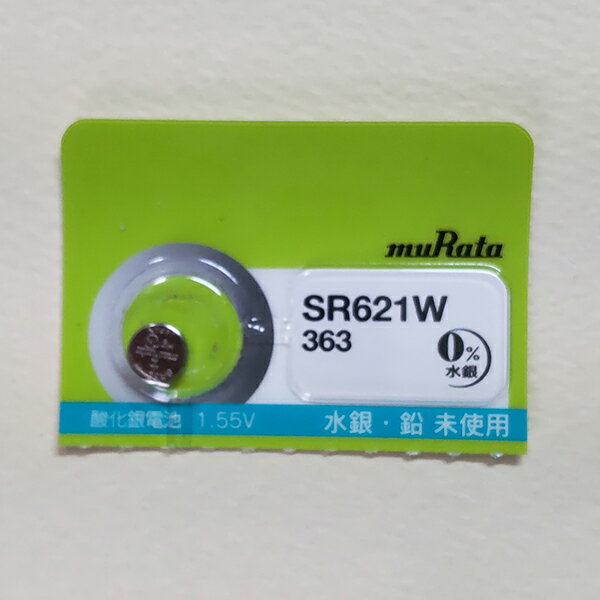 muRata
SR621W
363
0%
水銀
酸化銀電池 1.55V
水銀・鉛 未使用